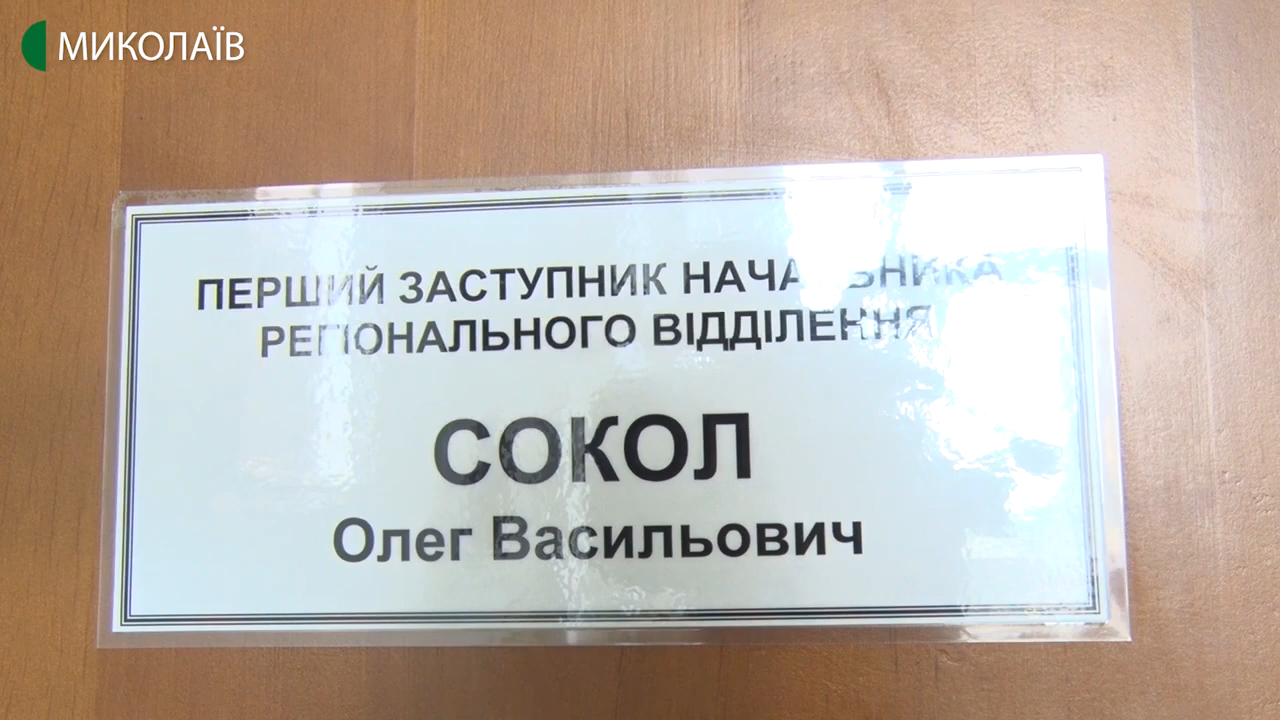 МИКОЛАЇВ
ПЕРШИЙ ЗАСТУПНИК НАЧАЛЬНИКА
РЕГІОНАЛЬНОГО ВІДДІЛЕННЯ
СОКОЛ
Олег Васильович